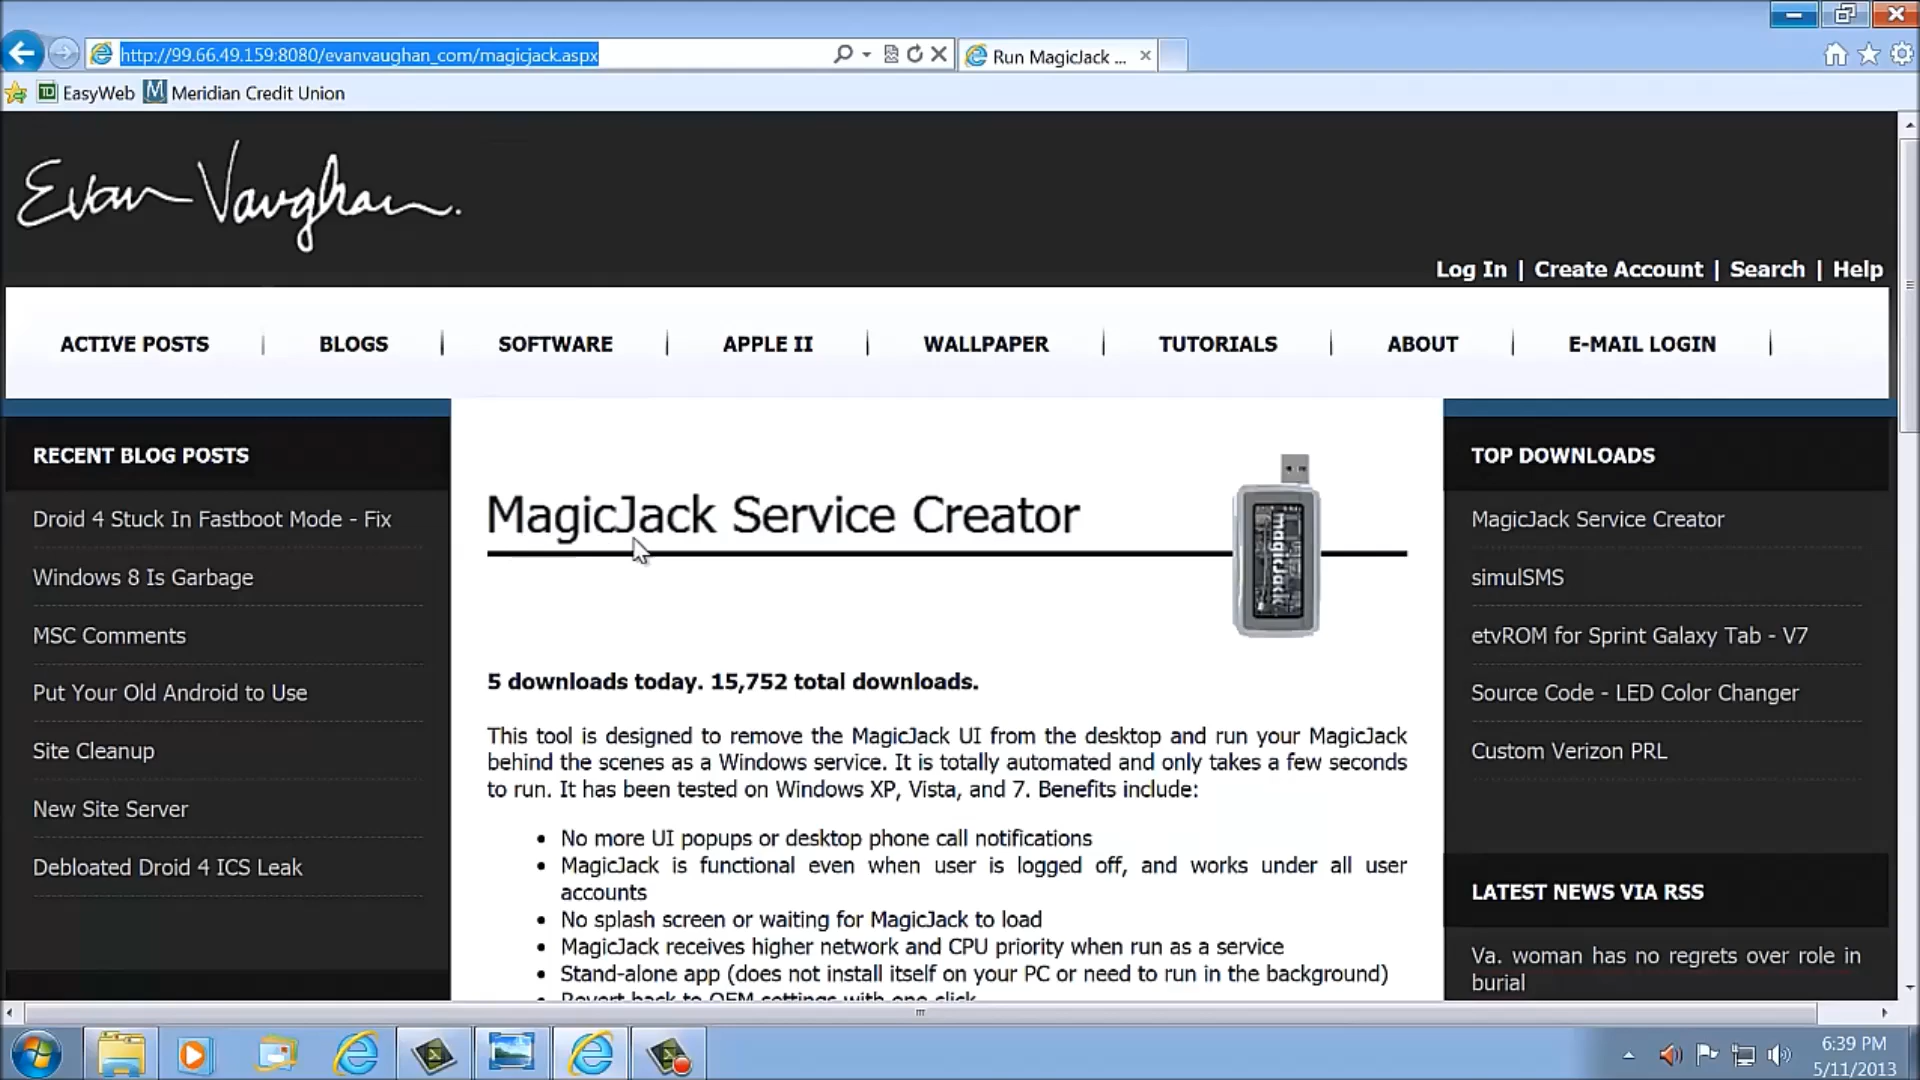 http://99.66.49.159:8080/evanvaughan_com/magicjack.aspx
Run MagicJack ...
EasyWeb
Meridian Credit Union
Evan Vaughan.
Log In | Create Account | Search | Help
ACTIVE POSTS
BLOGS
SOFTWARE
APPLE II
WALLPAPER
TUTORIALS
ABOUT
E-MAIL LOGIN
RECENT BLOG POSTS
Droid 4 Stuck In Fastboot Mode - Fix
Windows 8 Is Garbage
MSC Comments
Put Your Old Android to Use
Site Cleanup
New Site Server
Debloated Droid 4 ICS Leak
MagicJack Service Creator
magicJack
5 downloads today. 15,752 total downloads.
This tool is designed to remove the MagicJack UI from the desktop and run your MagicJack
behind the scenes as a Windows service. It is totally automated and only takes a few seconds
to run. It has been tested on Windows XP, Vista, and 7. Benefits include:
• No more UI popups or desktop phone call notifications
• MagicJack is functional even when user is logged off, and works under all user
accounts
• No splash screen or waiting for MagicJack to load
• MagicJack receives higher network and CPU priority when run as a service
• Stand-alone app (does not install itself on your PC or need to run in the background)
• Revert back to OEM settings with one click
TOP DOWNLOADS
MagicJack Service Creator
simulSMS
etvROM for Sprint Galaxy Tab - V7
Source Code - LED Color Changer
Custom Verizon PRL
LATEST NEWS VIA RSS
Va. woman has no regrets over role in
burial
6:39 PM
5/11/2013